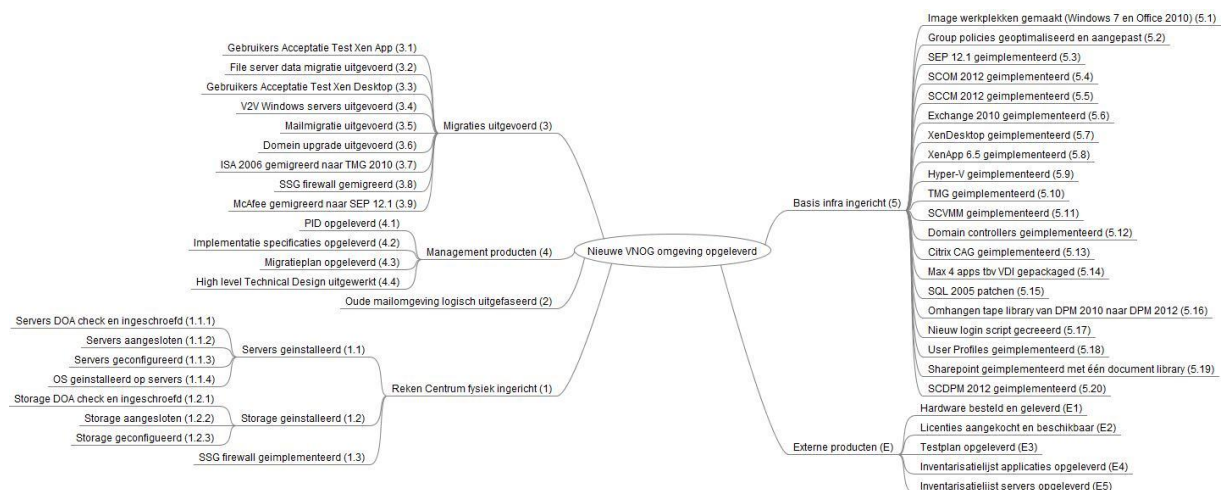 Gebruikers Acceptatie Test Xen App (3.1)
File server data migratie uitgevoerd (3.2)
Gebruikers Acceptatie Test Xen Desktop (3.3)
V2V Windows servers uitgevoerd (3.4)
Mailmigratie uitgevoerd (3.5)
Domein upgrade uitgevoerd (3.6)
ISA 2006 gemigreerd naar TMG 2010 (3.7)
SSG firewall gemigreerd (3.8)
McAfee gemigreerd naar SEP 12.1 (3.9)
Migraties uitgevoerd (3)
PID opgeleverd (4.1)
Implementatie specificaties opgeleverd (4.2)
Migratieplan opgeleverd (4.3)
High level Technical Design uitgewerkt (4.4)
Management producten (4)
Oude mailomgeving logisch uitgefaseerd (2)
Servers DOA check en ingeschroefd (1.1.1)
Servers aangesloten (1.1.2)
Servers geconfigureerd (1.1.3)
OS geinstalleerd op servers (1.1.4)
Servers geinstalleerd (1.1)
Storage DOA check en ingeschroefd (1.2.1)
Storage aangesloten (1.2.2)
Storage geconfigueerd (1.2.3)
Storage geinstalleerd (1.2)
SSG firewall geimplementeerd (1.3)
Reken Centrum fysiek ingericht (1)
Nieuwe VNOG omgeving opgeleverd
Basis infra ingericht (5)
Image werkplekken gemaakt (Windows 7 en Office 2010) (5.1)
Group policies geoptimaliseerd en aangepast (5.2)
SEP 12.1 geimplementeerd (5.3)
SCOM 2012 geimplementeerd (5.4)
SCCM 2012 geimplementeerd (5.5)
Exchange 2010 geimplementeerd (5.6)
XenDesktop geimplementeerd (5.7)
XenApp 6.5 geimplementeerd (5.8)
Hyper-V geimplementeerd (5.9)
TMG geimplementeerd (5.10)
SCVMM geimplementeerd (5.11)
Domain controllers geimplementeerd (5.12)
Citrix CAG geimplementeerd (5.13)
Max 4 apps tbv VDI gepackaged (5.14)
SQL 2005 patchen (5.15)
Omhangen tape library van DPM 2010 naar DPM 2012 (5.16)
Nieuw login script gecreeerd (5.17)
User Profiles geimplementeerd (5.18)
Sharepoint geimplementeerd met één document library (5.19)
SCDPM 2012 geimplementeerd (5.20)
Externe producten (E)
Hardware besteld en geleverd (E1)
Licenties aangekocht en beschikbaar (E2)
Testplan opgeleverd (E3)
Inventarisatielijst applicaties opgeleverd (E4)
Inventarisatielijst servers opgeleverd (E5)